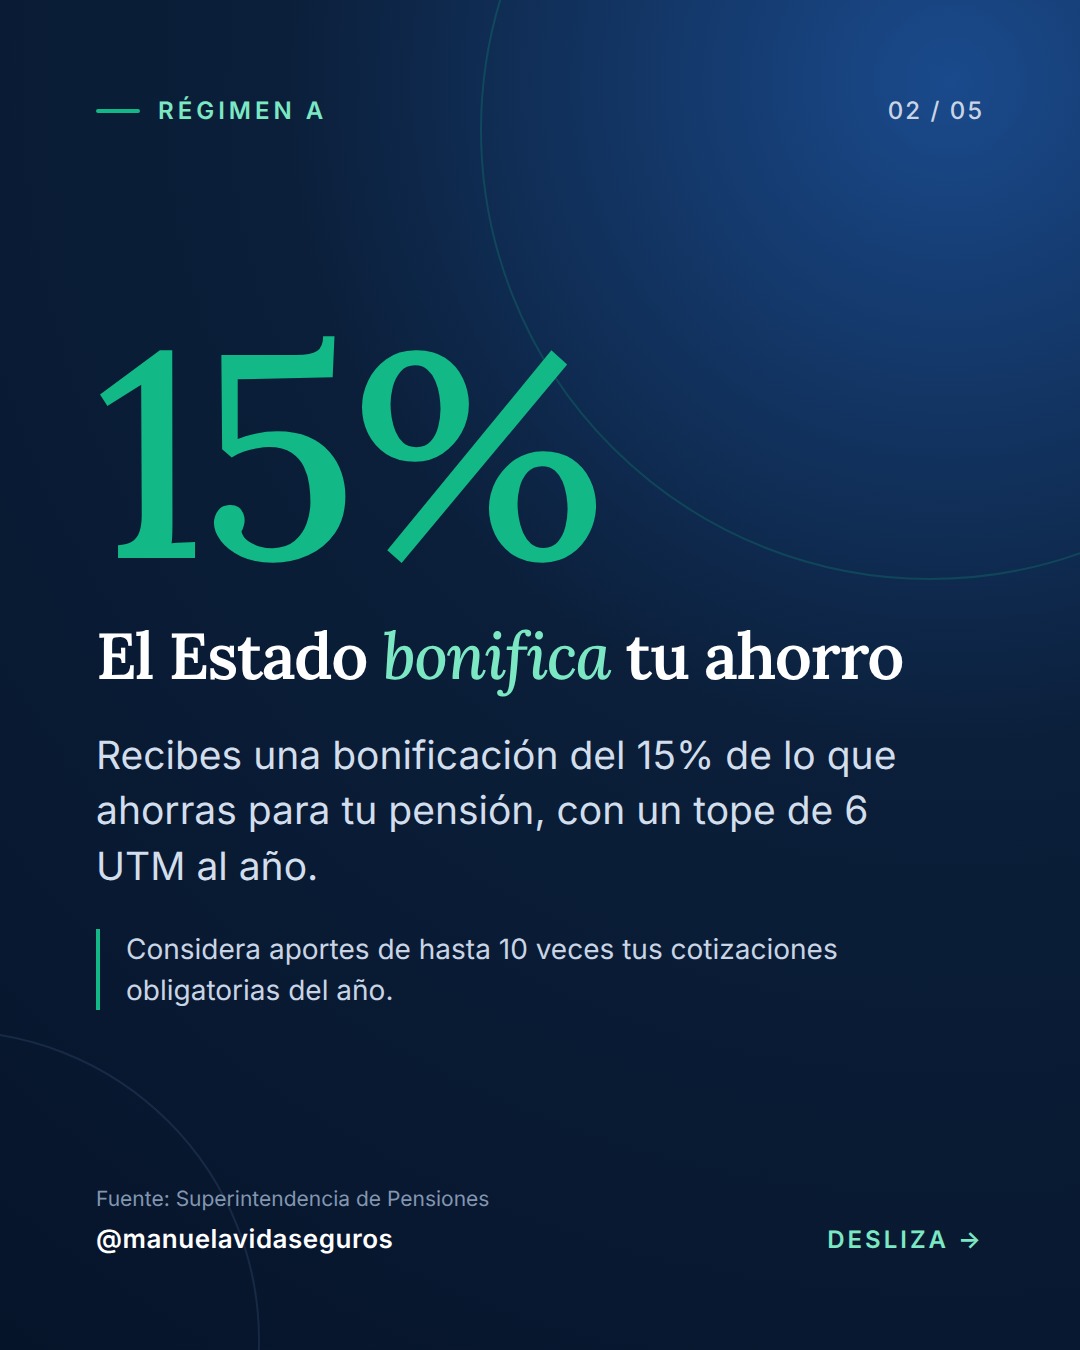 RÉGIMEN A
02 / 05
15%
El Estado bonifica tu ahorro
Recibes una bonificación del 15% de lo que
ahorras para tu pensión, con un tope de 6
UTM al año.
Considera aportes de hasta 10 veces tus cotizaciones
obligatorias del año.
Fuente: Superintendencia de Pensiones
@manuelavidaseguros
DESLIZA →